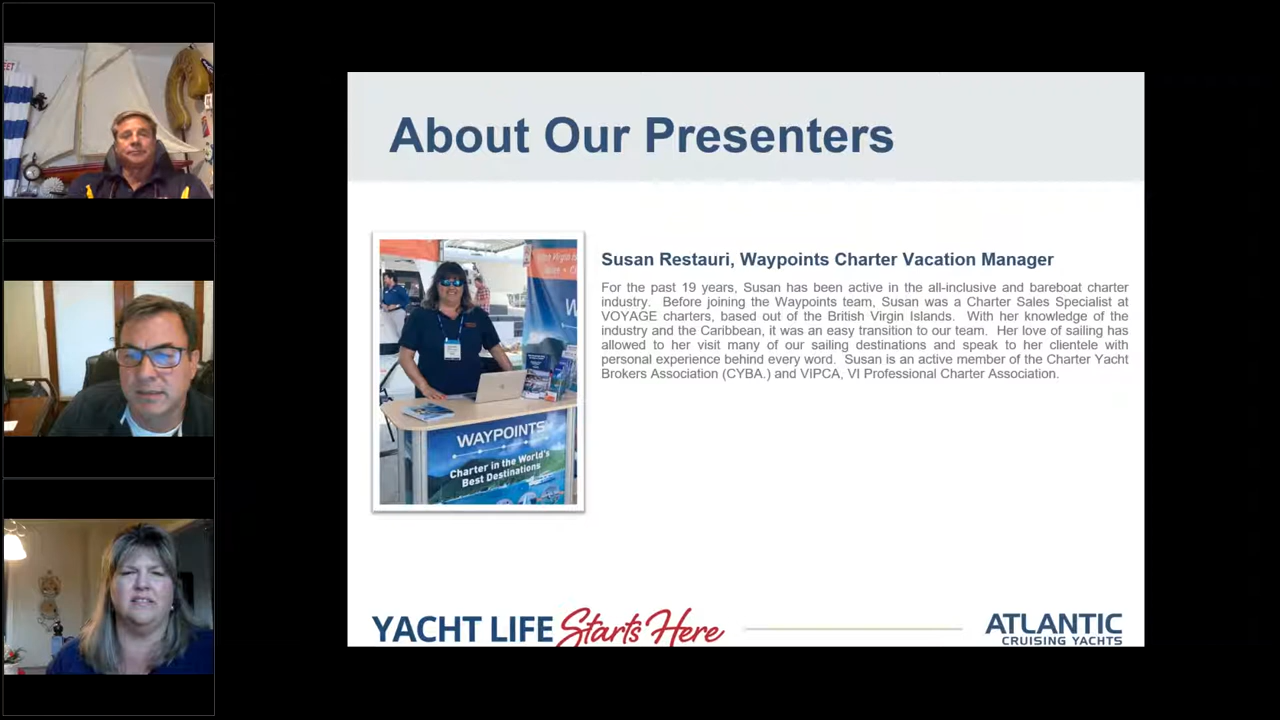 About Our Presenters
Susan Restauri, Waypoints Charter Vacation Manager
For the past 19 years, Susan has been active in the all-inclusive and bareboat charter
industry. Before joining the Waypoints team, Susan was a Charter Sales Specialist at
VOYAGE charters, based out of the British Virgin Islands. With her knowledge of the
industry and the Caribbean, it was an easy transition to our team. Her love of sailing has
allowed to her visit many of our sailing destinations and speak to her clientele with
personal experience behind every word. Susan is an active member of the Charter Yacht
Brokers Association (CYBA.) and VIPCA, VI Professional Charter Association.
WAYPOINTS
Charter in the World's
Best Destinations
YACHT LIFE Starts Here
ATLANTIC
CRUISING YACHTS